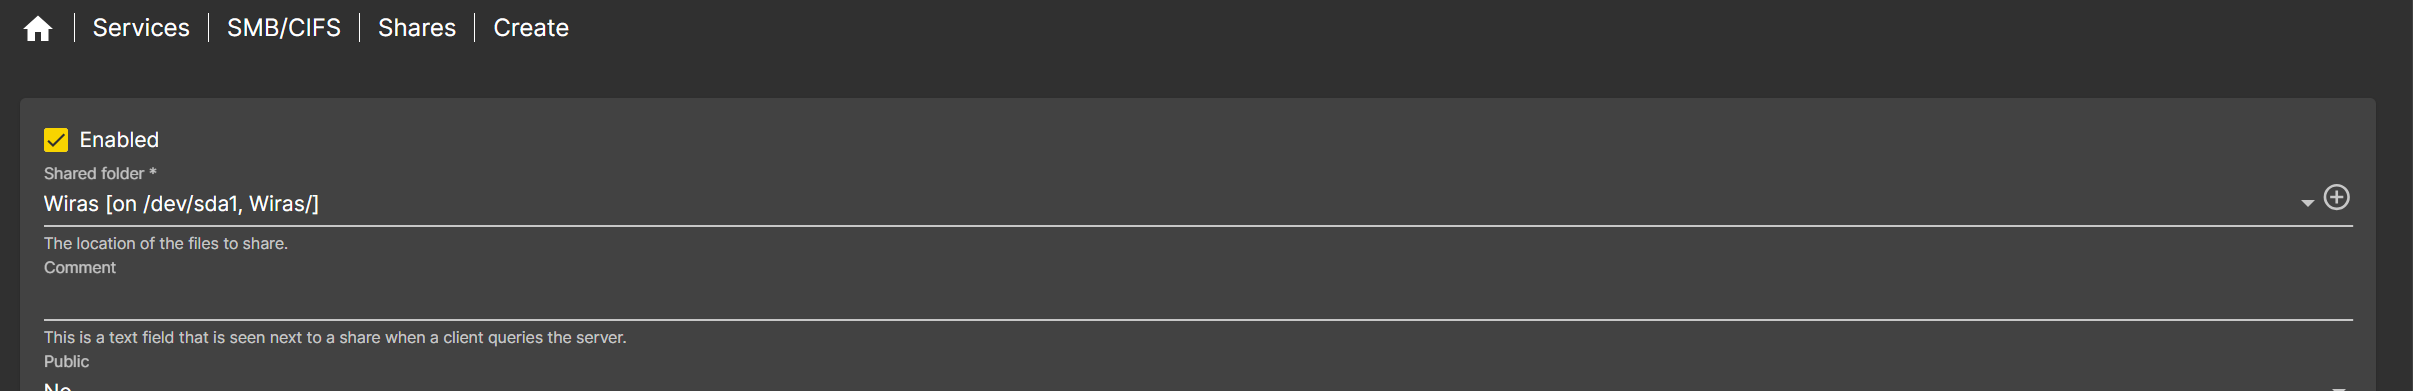 Services | SMB/CIFS | Shares | Create
Enabled
Shared folder *
Wiras [on /dev/sda1, Wiras/]
The location of the files to share.
Comment
This is a text field that is seen next to a share when a client queries the server.
Public
No